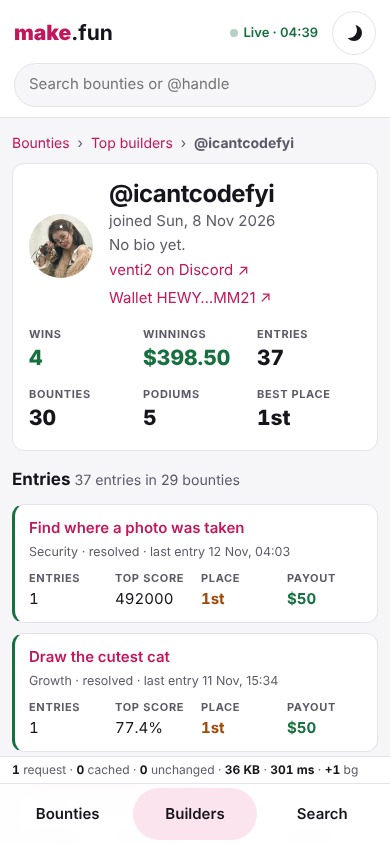 make.fun
Live · 04:39
Search bounties or @handle
Bounties › Top builders › @icantcodefyi
@icantcodefyi
joined Sun, 8 Nov 2026
No bio yet.
venti2 on Discord ↗
Wallet HEWY…MM21 ↗
WINS WINNINGS ENTRIES
4 $398.50 37
BOUNTIES PODIUMS BEST PLACE
30 5 1st
Entries 37 entries in 29 bounties
Find where a photo was taken
Security · resolved · last entry 12 Nov, 04:03
ENTRIES TOP SCORE PLACE PAYOUT
1 492000 1st $50
Draw the cutest cat
Growth · resolved · last entry 11 Nov, 15:34
ENTRIES TOP SCORE PLACE PAYOUT
1 77.4% 1st $50
1 request · 0 cached · 0 unchanged · 36 KB · 301 ms · +1 bg
Bounties Builders Search